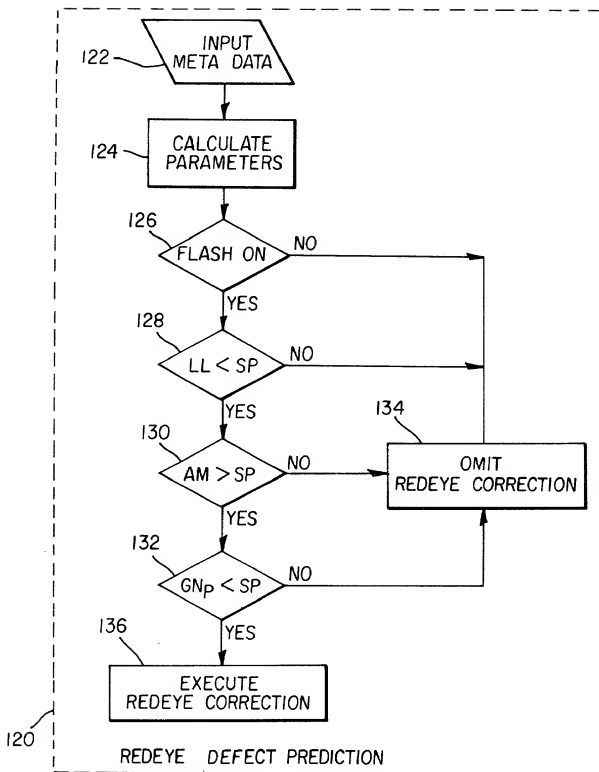 INPUT
META DATA
122
CALCULATE
PARAMETERS
124
126
FLASH ON
NO
YES
128
LL < SP
NO
YES
130
AM > SP
NO
134
OMIT
REDEYE CORRECTION
YES
132
GNP < SP
NO
YES
136
EXECUTE
REDEYE CORRECTION
120
REDEYE DEFECT PREDICTION